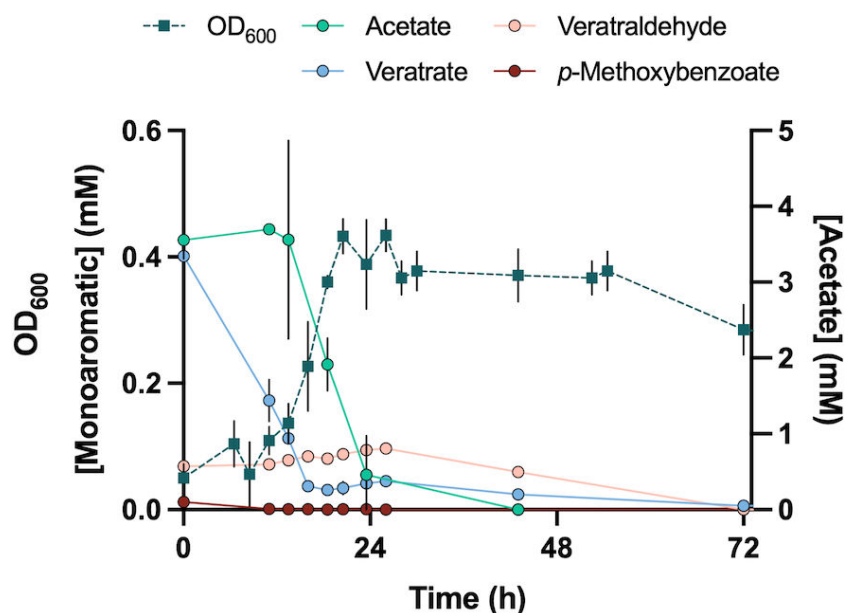 OD600 Acetate Veratraldehyde
Veratrate p-Methoxybenzoate
OD600
[Monoaromatic] (mM)
0.6
0.4
0.2
0.0
5
4
3
2
1
0
[Acetate] (mM)
0 24 48 72
Time (h)